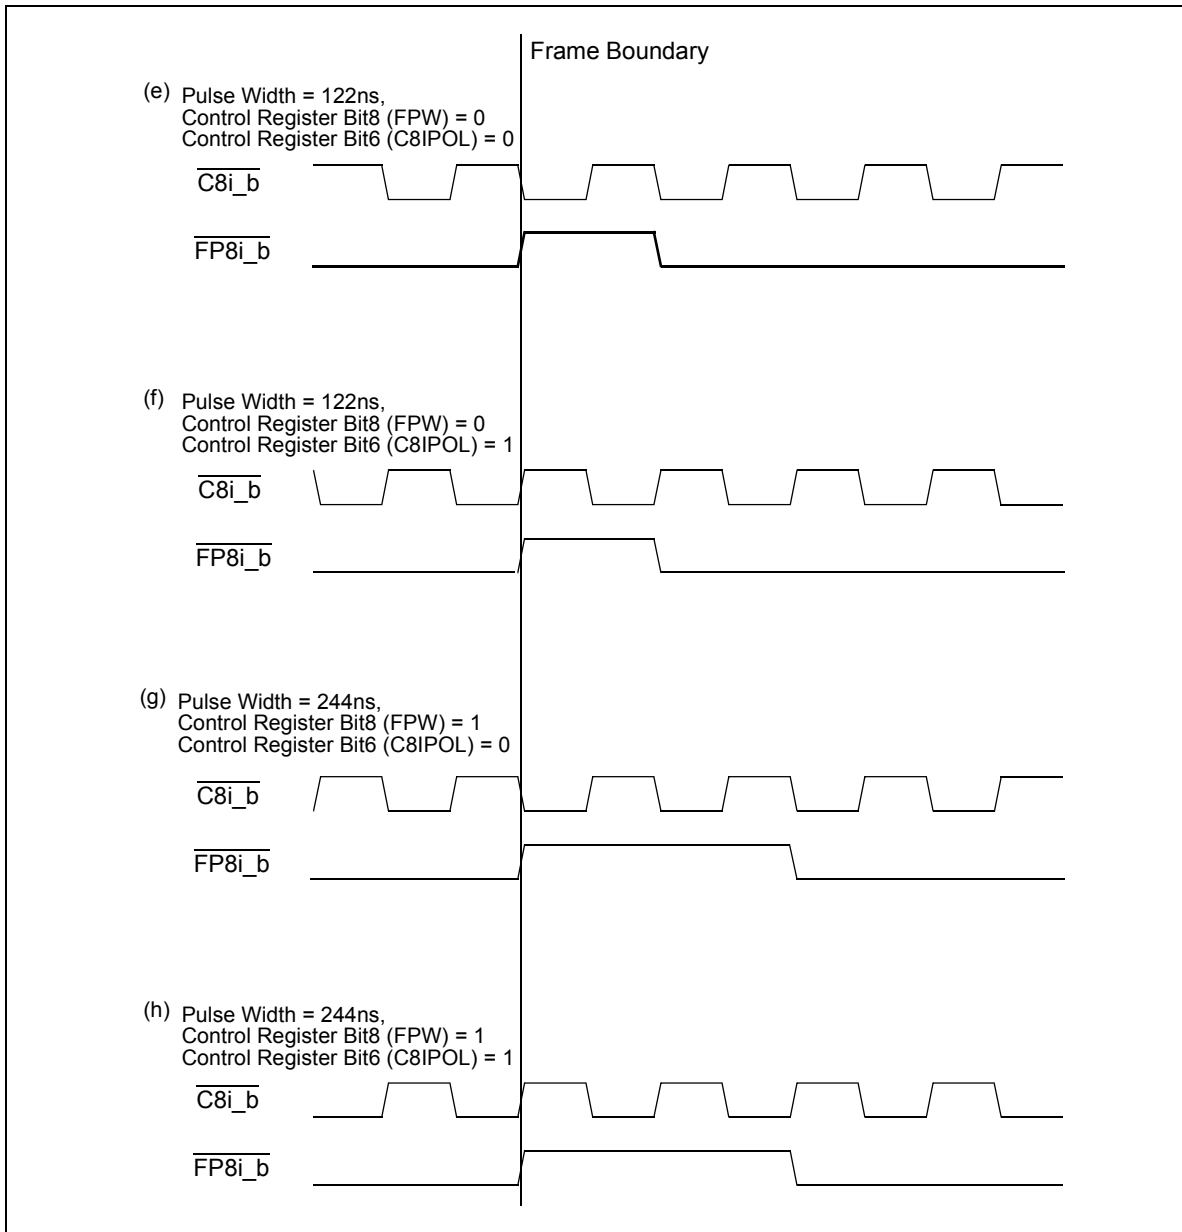 Frame Boundary
(e) Pulse Width = 122ns,
Control Register Bit8 (FPW) = 0
Control Register Bit6 (C8IPOL) = 0
C8i_b
FP8i_b
(f) Pulse Width = 122ns,
Control Register Bit8 (FPW) = 0
Control Register Bit6 (C8IPOL) = 1
C8i_b
FP8i_b
(g) Pulse Width = 244ns,
Control Register Bit8 (FPW) = 1
Control Register Bit6 (C8IPOL) = 0
C8i_b
FP8i_b
(h) Pulse Width = 244ns,
Control Register Bit8 (FPW) = 1
Control Register Bit6 (C8IPOL) = 1
C8i_b
FP8i_b